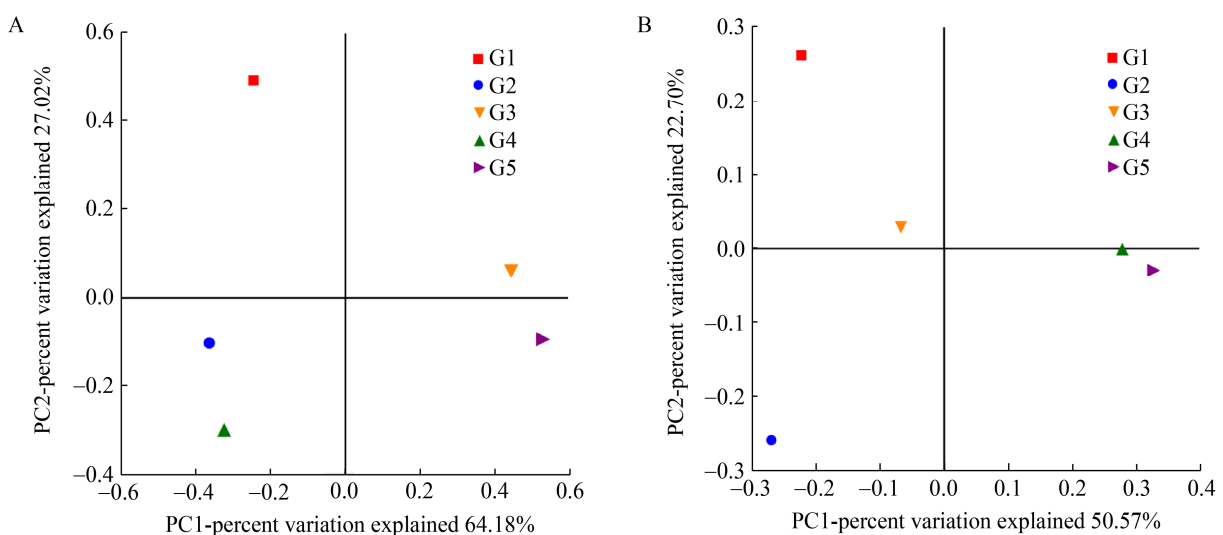 A
PC2-percent variation explained 27.02%
0.6
0.4
0.2
0.0
–0.2
–0.4
–0.6
–0.4
–0.2
0.0
0.2
0.4
0.6
PC1-percent variation explained 64.18%
G1
G2
G3
G4
G5
B
PC2-percent variation explained 22.70%
0.3
0.2
0.1
0.0
–0.1
–0.2
–0.3
–0.3
–0.2
–0.1
0.0
0.1
0.2
0.3
0.4
PC1-percent variation explained 50.57%
G1
G2
G3
G4
G5